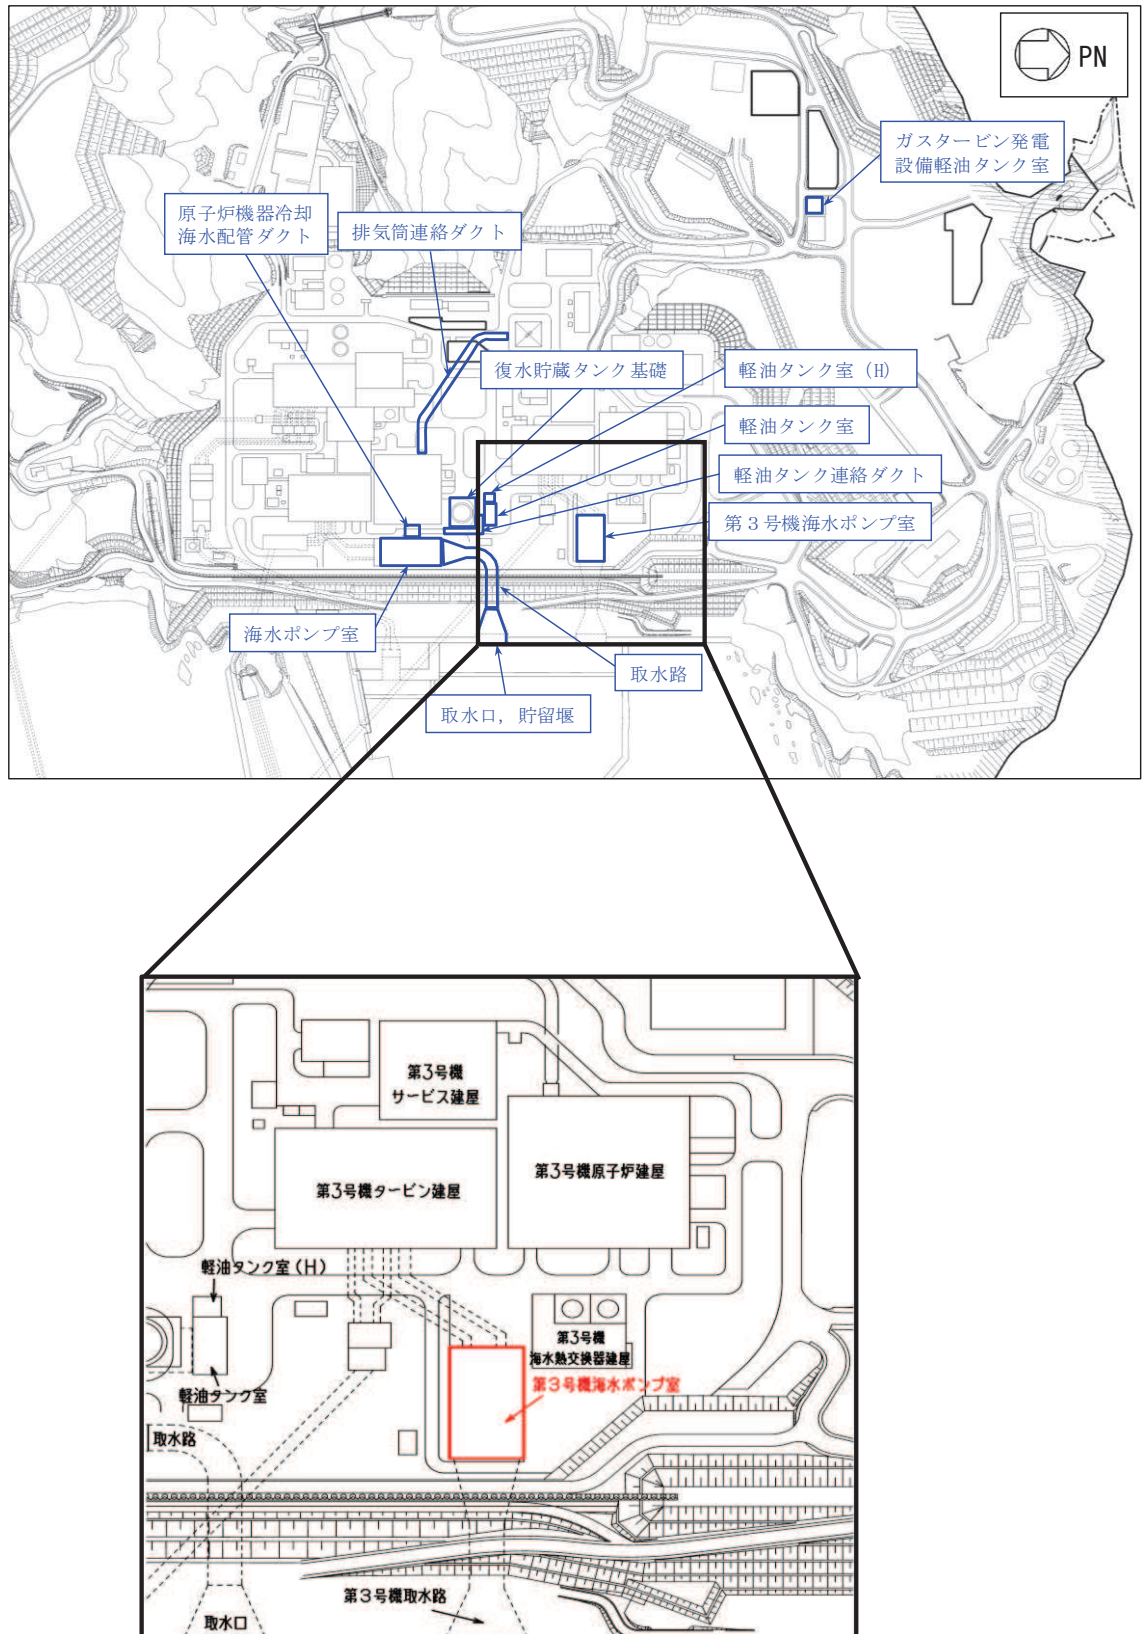 PN
ガスタービン発電
設備軽油タンク室
原子炉機器冷却
海水配管ダクト
排気筒連絡ダクト
復水貯蔵タンク基礎
軽油タンク室（H）
軽油タンク室
軽油タンク連絡ダクト
第３号機海水ポンプ室
海水ポンプ室
取水路
取水口，貯留堰
第3号機
サービス建屋
第3号機原子炉建屋
第3号機タービン建屋
軽油タンク室（H）
第3号機
海水熱交換器建屋
第３号機海水ポンプ室
軽油タンク室
取水路
第3号機取水路
取水口